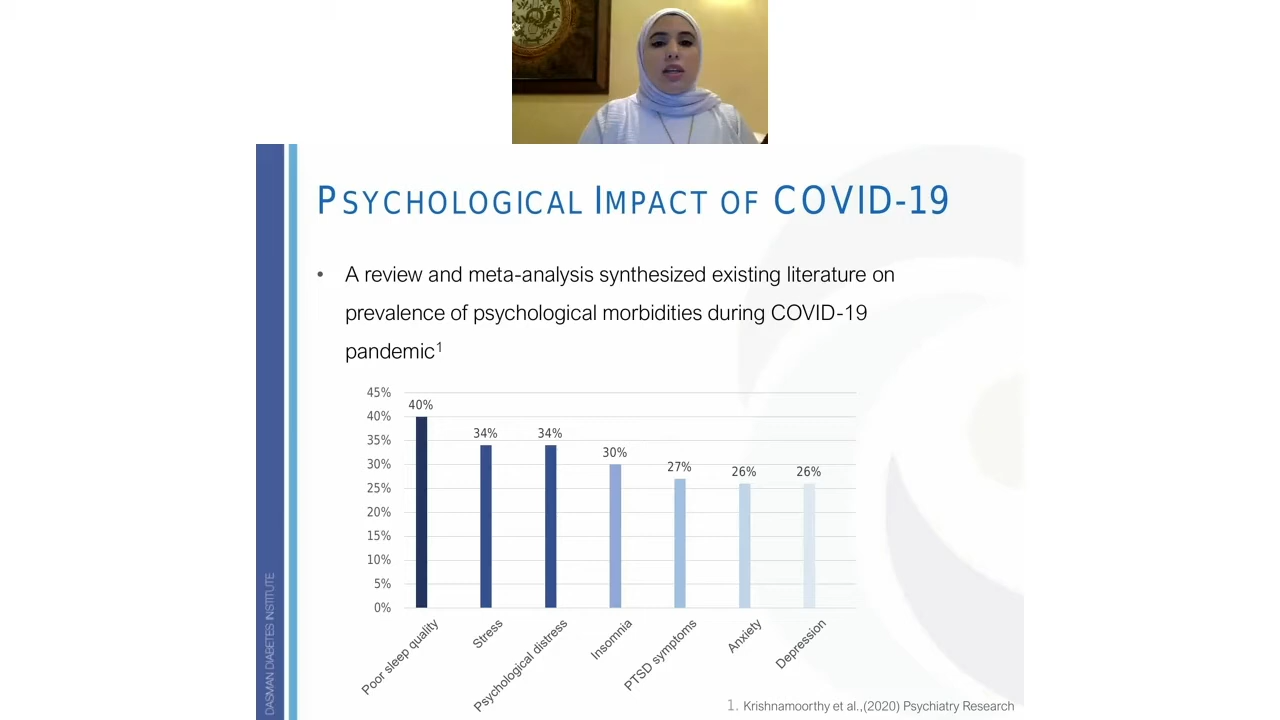 PSYCHOLOGICAL IMPACT OF COVID-19
• A review and meta-analysis synthesized existing literature on
prevalence of psychological morbidities during COVID-19
pandemic¹
45%
40%
35%
30%
25%
20%
15%
10%
5%
0%
40%
34%
34%
30%
27%
26%
26%
Poor sleep quality
Stress
Psychological distress
Insomnia
PTSD symptoms
Anxiety
Depression
1. Krishnamoorthy et al.,(2020) Psychiatry Research
DASMAN DIABETES INSTITUTE